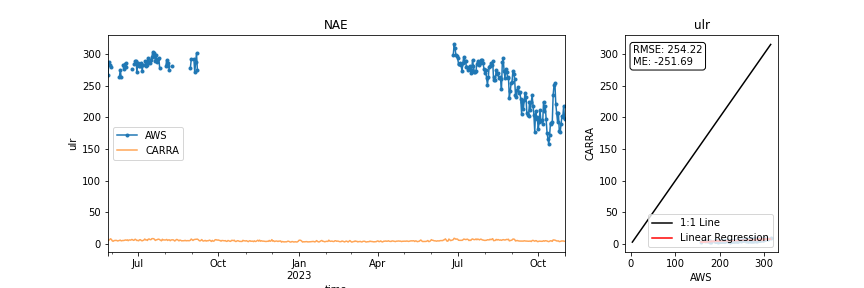 NAE
ulr
300
250
200
150
100
50
0
AWS
CARRA
Jul
Oct
Jan
2023
Apr
Jul
Oct
time
ulr
CARRA
300
250
200
150
100
50
0
RMSE: 254.22
ME: -251.69
1:1 Line
Linear Regression
0
100
200
300
AWS